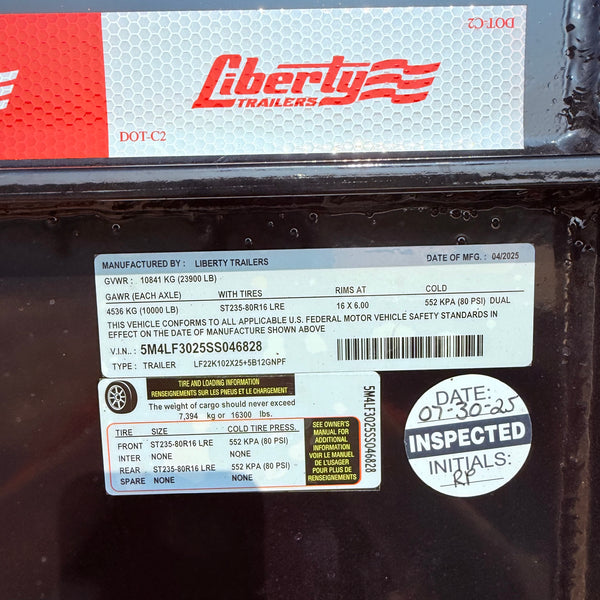 DOT-C2
Liberty
TRAILERS
DOT-C2
MANUFACTURED BY : LIBERTY TRAILERS DATE OF MFG. : 04/2025
GVWR : 10841 KG (23900 LB)
GAWR (EACH AXLE) WITH TIRES RIMS AT COLD
4536 KG (10000 LB) ST235-80R16 LRE 16 X 6.00 552 KPA (80 PSI) DUAL
THIS VEHICLE CONFORMS TO ALL APPLICABLE U.S. FEDERAL MOTOR VEHICLE SAFETY STANDARDS IN
EFFECT ON THE DATE OF MANUFACTURE SHOWN ABOVE
V.I.N.: 5M4LF3025SS046828
TYPE : TRAILER LF22K102X25+5B12GNPF
TIRE AND LOADING INFORMATION
RENSEIGNEMENTS SUR LES PNEUS ET LE CHARGEMENT
The weight of cargo should never exceed
7,394 kg or 16300 lbs.
TIRE SIZE COLD TIRE PRESS.
FRONT ST235-80R16 LRE 552 KPA (80 PSI)
INTER NONE NONE
REAR ST235-80R16 LRE 552 KPA (80 PSI)
SPARE NONE NONE
SEE OWNER'S
MANUAL FOR
ADDITIONAL
INFORMATION
VOIR LE MANUEL
DE L'USAGER
POUR PLUS DE
RENSEIGNEMENTS
5M4LF3025SS046828
DATE:
07-30-25
INSPECTED
INITIALS:
RP